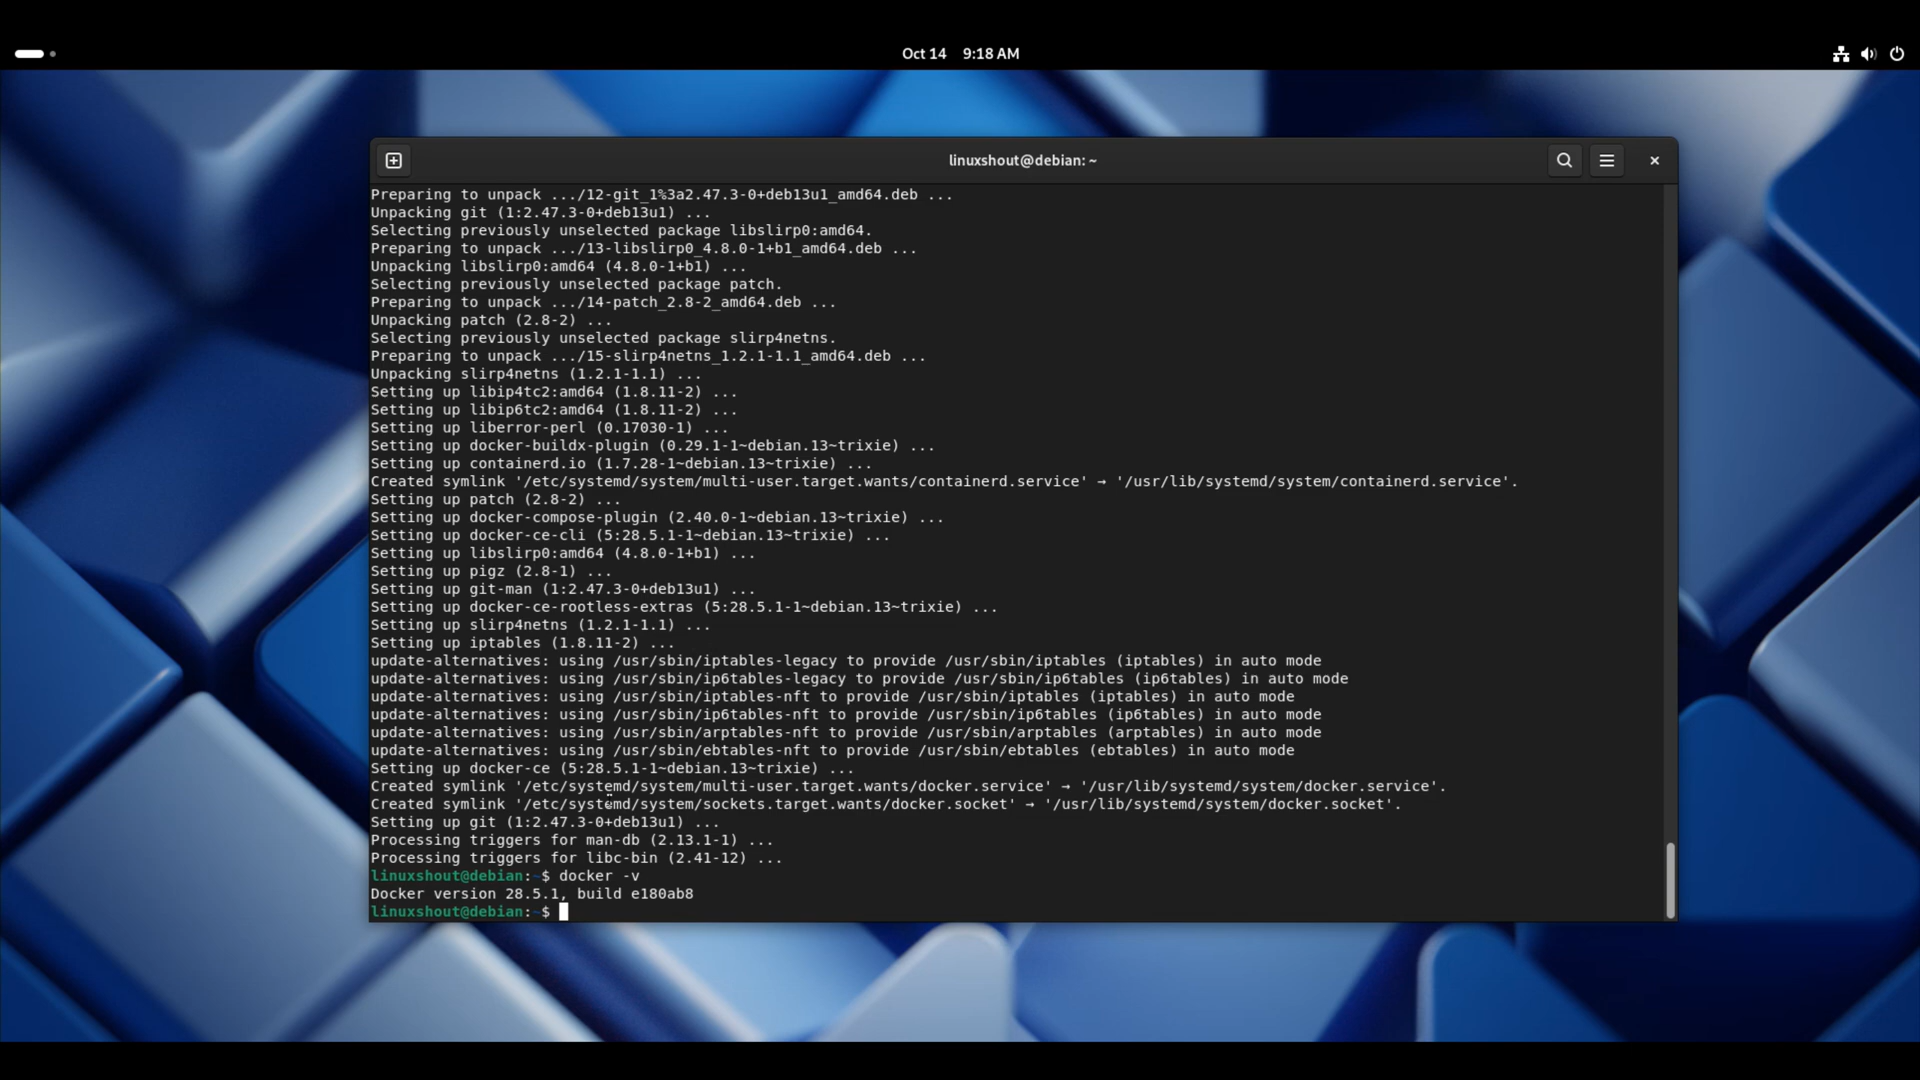 Oct 14 9:18 AM
linuxshout@debian: ~
Preparing to unpack .../12-git_1%3a2.47.3-0+deb13u1_amd64.deb ...
Unpacking git (1:2.47.3-0+deb13u1) ...
Selecting previously unselected package libslirp0:amd64.
Preparing to unpack .../13-libslirp0_4.8.0-1+b1_amd64.deb ...
Unpacking libslirp0:amd64 (4.8.0-1+b1) ...
Selecting previously unselected package patch.
Preparing to unpack .../14-patch_2.8-2_amd64.deb ...
Unpacking patch (2.8-2) ...
Selecting previously unselected package slirp4netns.
Preparing to unpack .../15-slirp4netns_1.2.1-1.1_amd64.deb ...
Unpacking slirp4netns (1.2.1-1.1) ...
Setting up libip4tc2:amd64 (1.8.11-2) ...
Setting up libip6tc2:amd64 (1.8.11-2) ...
Setting up liberror-perl (0.17030-1) ...
Setting up docker-buildx-plugin (0.29.1-1~debian.13~trixie) ...
Setting up containerd.io (1.7.28-1~debian.13~trixie) ...
Created symlink '/etc/systemd/system/multi-user.target.wants/containerd.service' → '/usr/lib/systemd/system/containerd.service'.
Setting up patch (2.8-2) ...
Setting up docker-compose-plugin (2.40.0-1~debian.13~trixie) ...
Setting up docker-ce-cli (5:28.5.1-1~debian.13~trixie) ...
Setting up libslirp0:amd64 (4.8.0-1+b1) ...
Setting up pigz (2.8-1) ...
Setting up git-man (1:2.47.3-0+deb13u1) ...
Setting up docker-ce-rootless-extras (5:28.5.1-1~debian.13~trixie) ...
Setting up slirp4netns (1.2.1-1.1) ...
Setting up iptables (1.8.11-2) ...
update-alternatives: using /usr/sbin/iptables-legacy to provide /usr/sbin/iptables (iptables) in auto mode
update-alternatives: using /usr/sbin/ip6tables-legacy to provide /usr/sbin/ip6tables (ip6tables) in auto mode
update-alternatives: using /usr/sbin/iptables-nft to provide /usr/sbin/iptables (iptables) in auto mode
update-alternatives: using /usr/sbin/ip6tables-nft to provide /usr/sbin/ip6tables (ip6tables) in auto mode
update-alternatives: using /usr/sbin/arptables-nft to provide /usr/sbin/arptables (arptables) in auto mode
update-alternatives: using /usr/sbin/ebtables-nft to provide /usr/sbin/ebtables (ebtables) in auto mode
Setting up docker-ce (5:28.5.1-1~debian.13~trixie) ...
Created symlink '/etc/systemd/system/multi-user.target.wants/docker.service' → '/usr/lib/systemd/system/docker.service'.
Created symlink '/etc/systemd/system/sockets.target.wants/docker.socket' → '/usr/lib/systemd/system/docker.socket'.
Setting up git (1:2.47.3-0+deb13u1) ...
Processing triggers for man-db (2.13.1-1) ...
Processing triggers for libc-bin (2.41-12) ...
linuxshout@debian:~$ docker -v
Docker version 28.5.1, build e180ab8
linuxshout@debian:~$